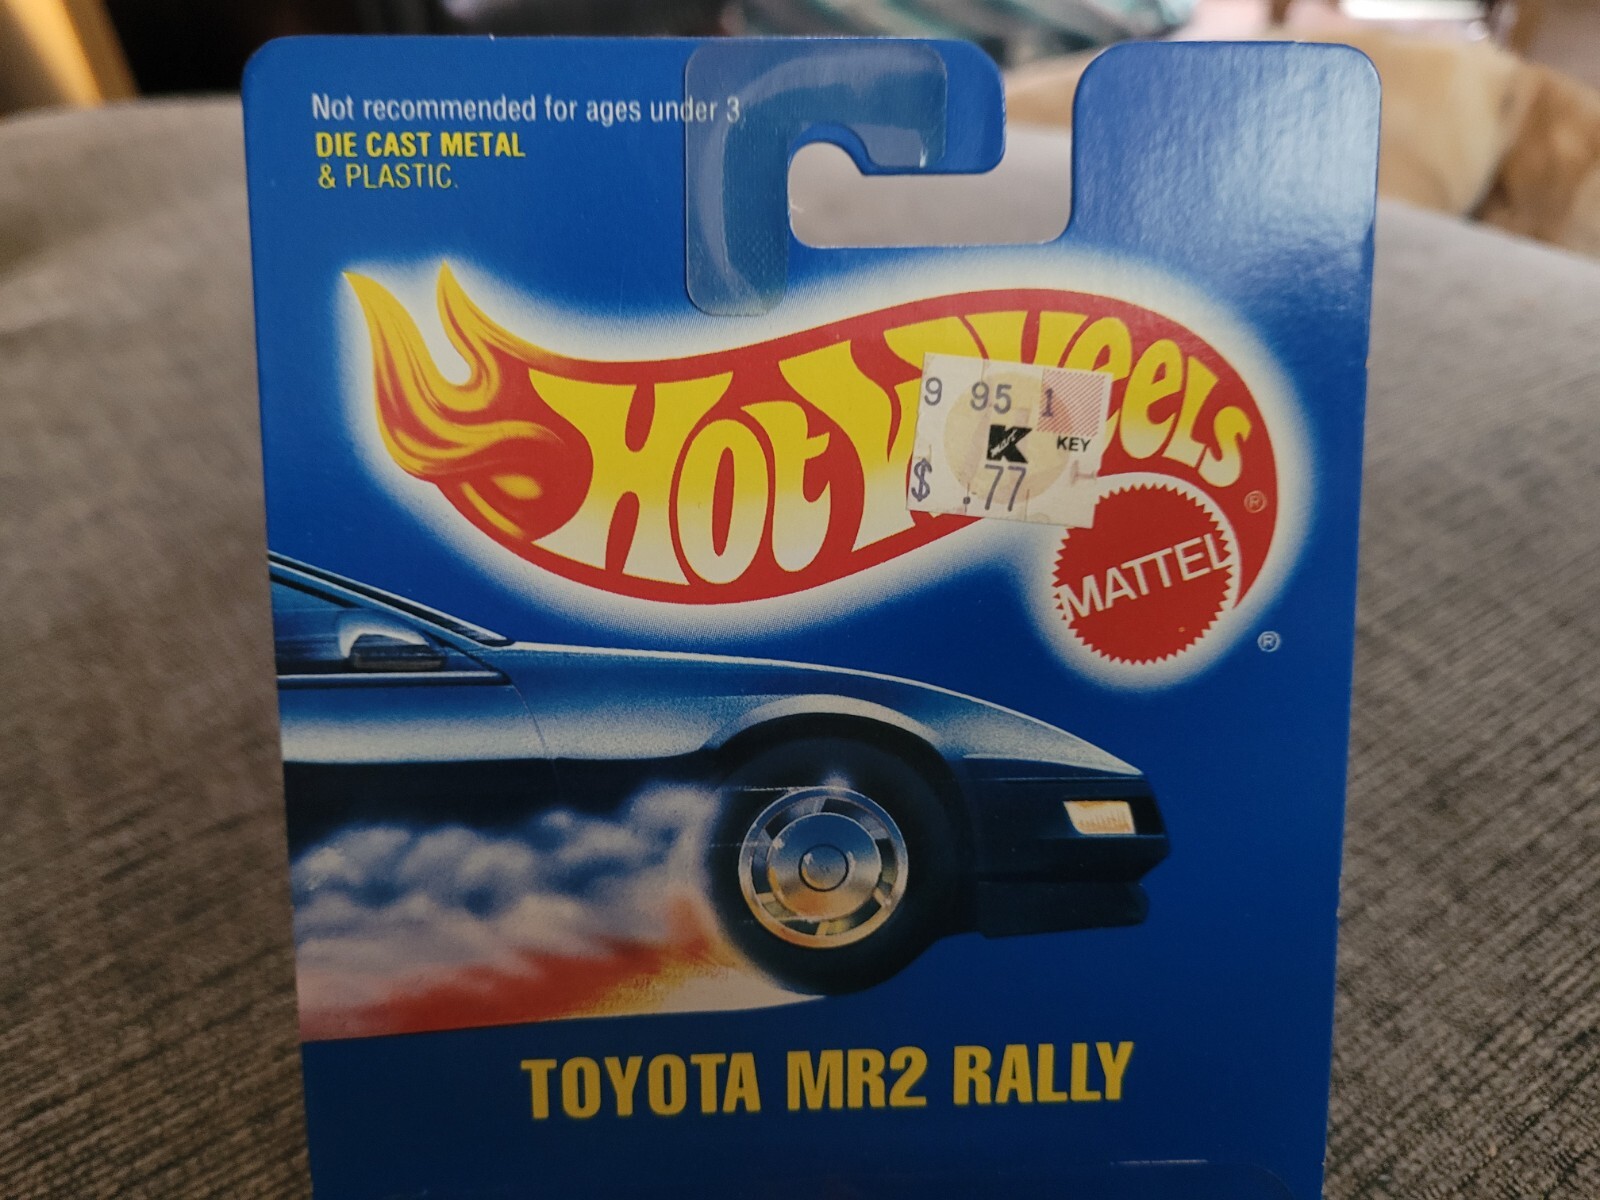 Not recommended for ages under 3.
DIE CAST METAL
& PLASTIC.
HOT WHEELS ®
9 95 1
K mart KEY
$ .77
MATTEL
®
TOYOTA MR2 RALLY